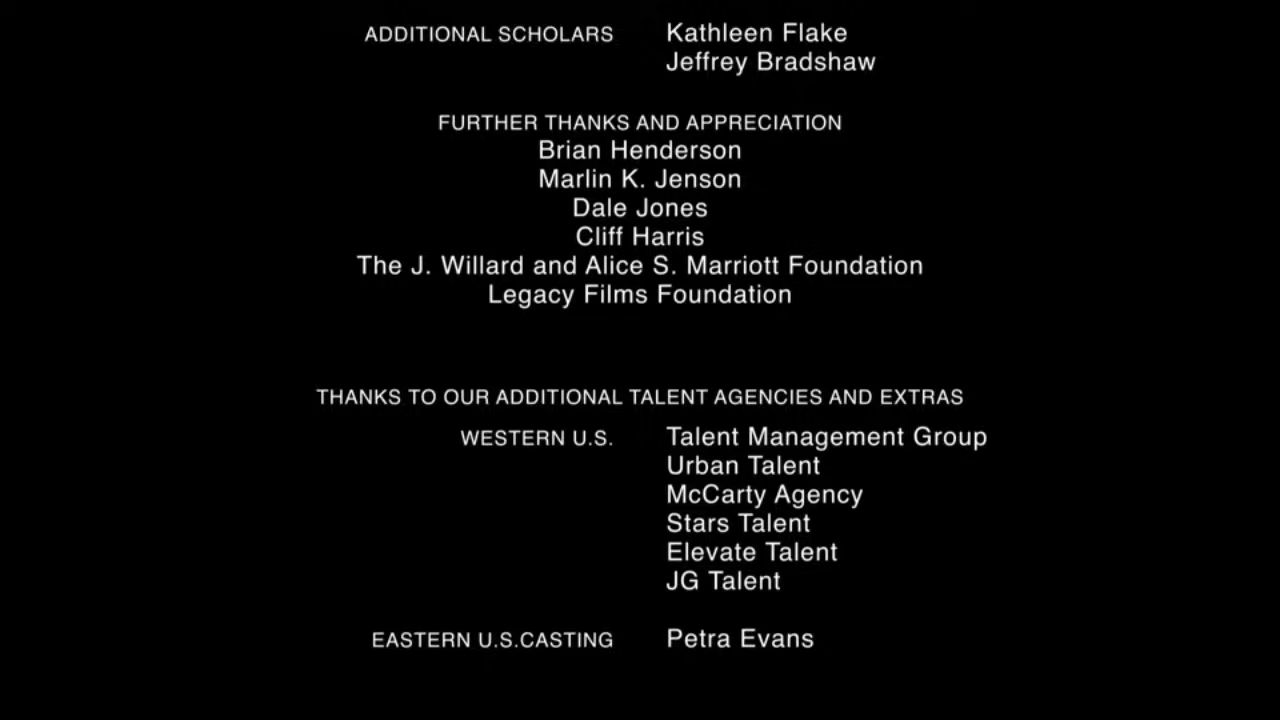 ADDITIONAL SCHOLARS Kathleen Flake
Jeffrey Bradshaw
FURTHER THANKS AND APPRECIATION
Brian Henderson
Marlin K. Jenson
Dale Jones
Cliff Harris
The J. Willard and Alice S. Marriott Foundation
Legacy Films Foundation
THANKS TO OUR ADDITIONAL TALENT AGENCIES AND EXTRAS
WESTERN U.S. Talent Management Group
Urban Talent
McCarty Agency
Stars Talent
Elevate Talent
JG Talent
EASTERN U.S.CASTING Petra Evans